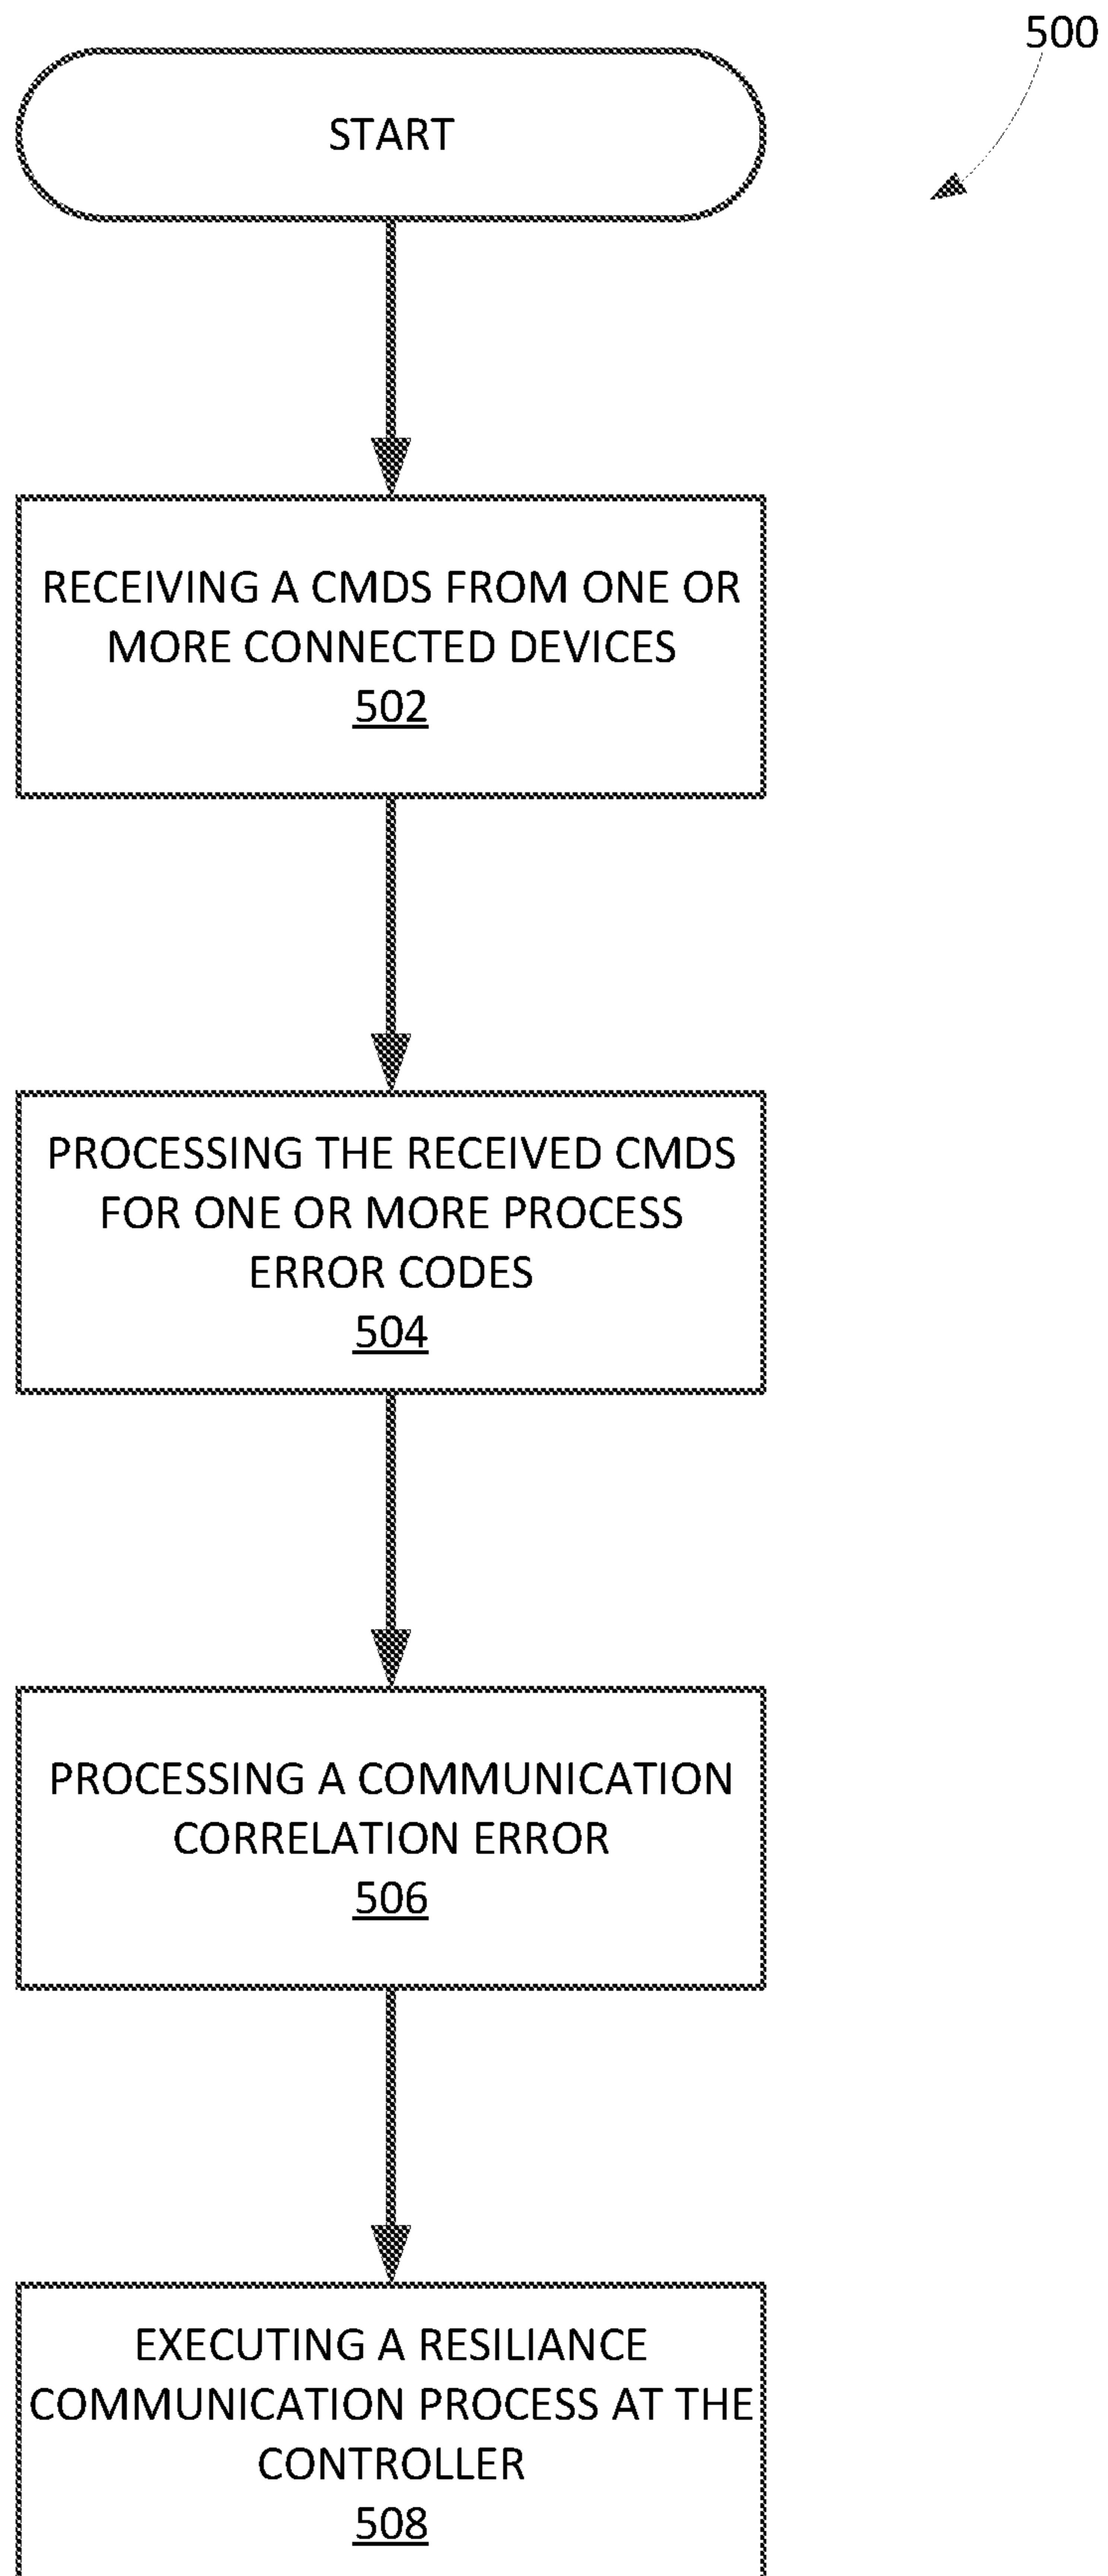 500
START
RECEIVING A CMDS FROM ONE OR
MORE CONNECTED DEVICES
502
PROCESSING THE RECEIVED CMDS
FOR ONE OR MORE PROCESS
ERROR CODES
504
PROCESSING A COMMUNICATION
CORRELATION ERROR
506
EXECUTING A RESILIANCE
COMMUNICATION PROCESS AT THE
CONTROLLER
508